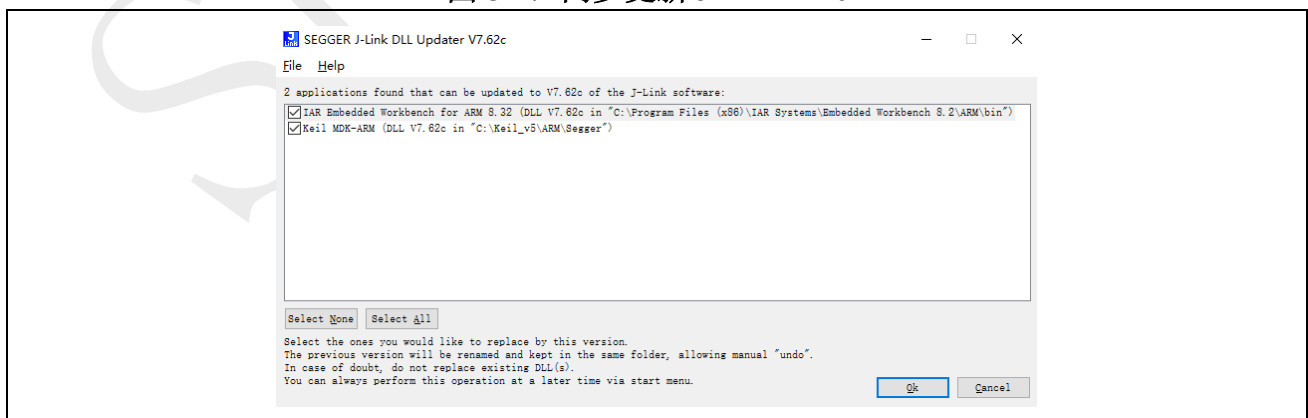 SEGGER J-Link DLL Updater V7.62c
File Help
2 applications found that can be updated to V7.62c of the J-Link software:
IAR Embedded Workbench for ARM 8.32 (DLL V7.62c in "C:\Program Files (x86)\IAR Systems\Embedded Workbench 8.2\ARM\bin")
Keil MDK-ARM (DLL V7.62c in "C:\Keil_v5\ARM\Segger")
Select None Select All
Select the ones you would like to replace by this version.
The previous version will be renamed and kept in the same folder, allowing manual "undo".
In case of doubt, do not replace existing DLL(s).
You can always perform this operation at a later time via start menu.
Ok Cancel